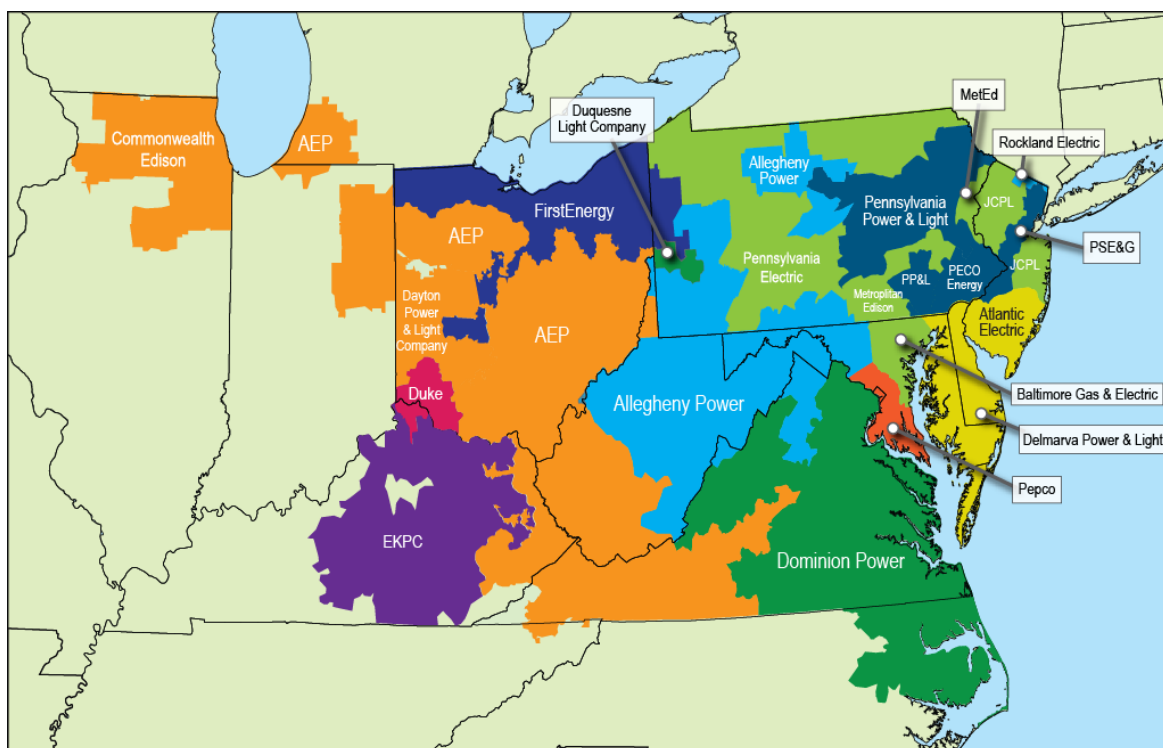 Commonwealth
Edison
AEP
Duquesne
Light Company
MetEd
Rockland Electric
Allegheny
Power
FirstEnergy
Pennsylvania
Power & Light
JCPL
PSE&G
AEP
Pennsylvania
Electric
PP&L
PECO
Energy
JCPL
Metroplitan
Edison
Dayton
Power
& Light
Company
AEP
Atlantic
Electric
Duke
Allegheny Power
Baltimore Gas & Electric
Delmarva Power & Light
Pepco
EKPC
Dominion Power